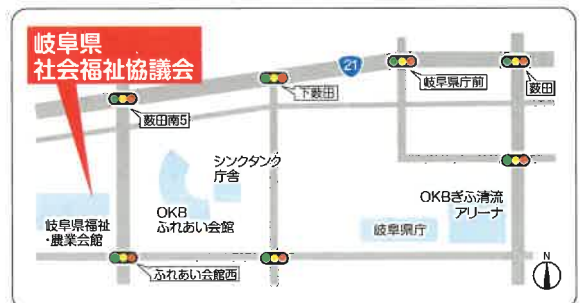 岐阜県
社会福祉協議会
21
岐阜県庁前
藪田
下藪田
藪田南5
シンクタンク
庁舎
OKBぎふ清流
アリーナ
OKB
ふれあい会館
岐阜県福祉
・農業会館
岐阜県庁
ふれあい会館西
N